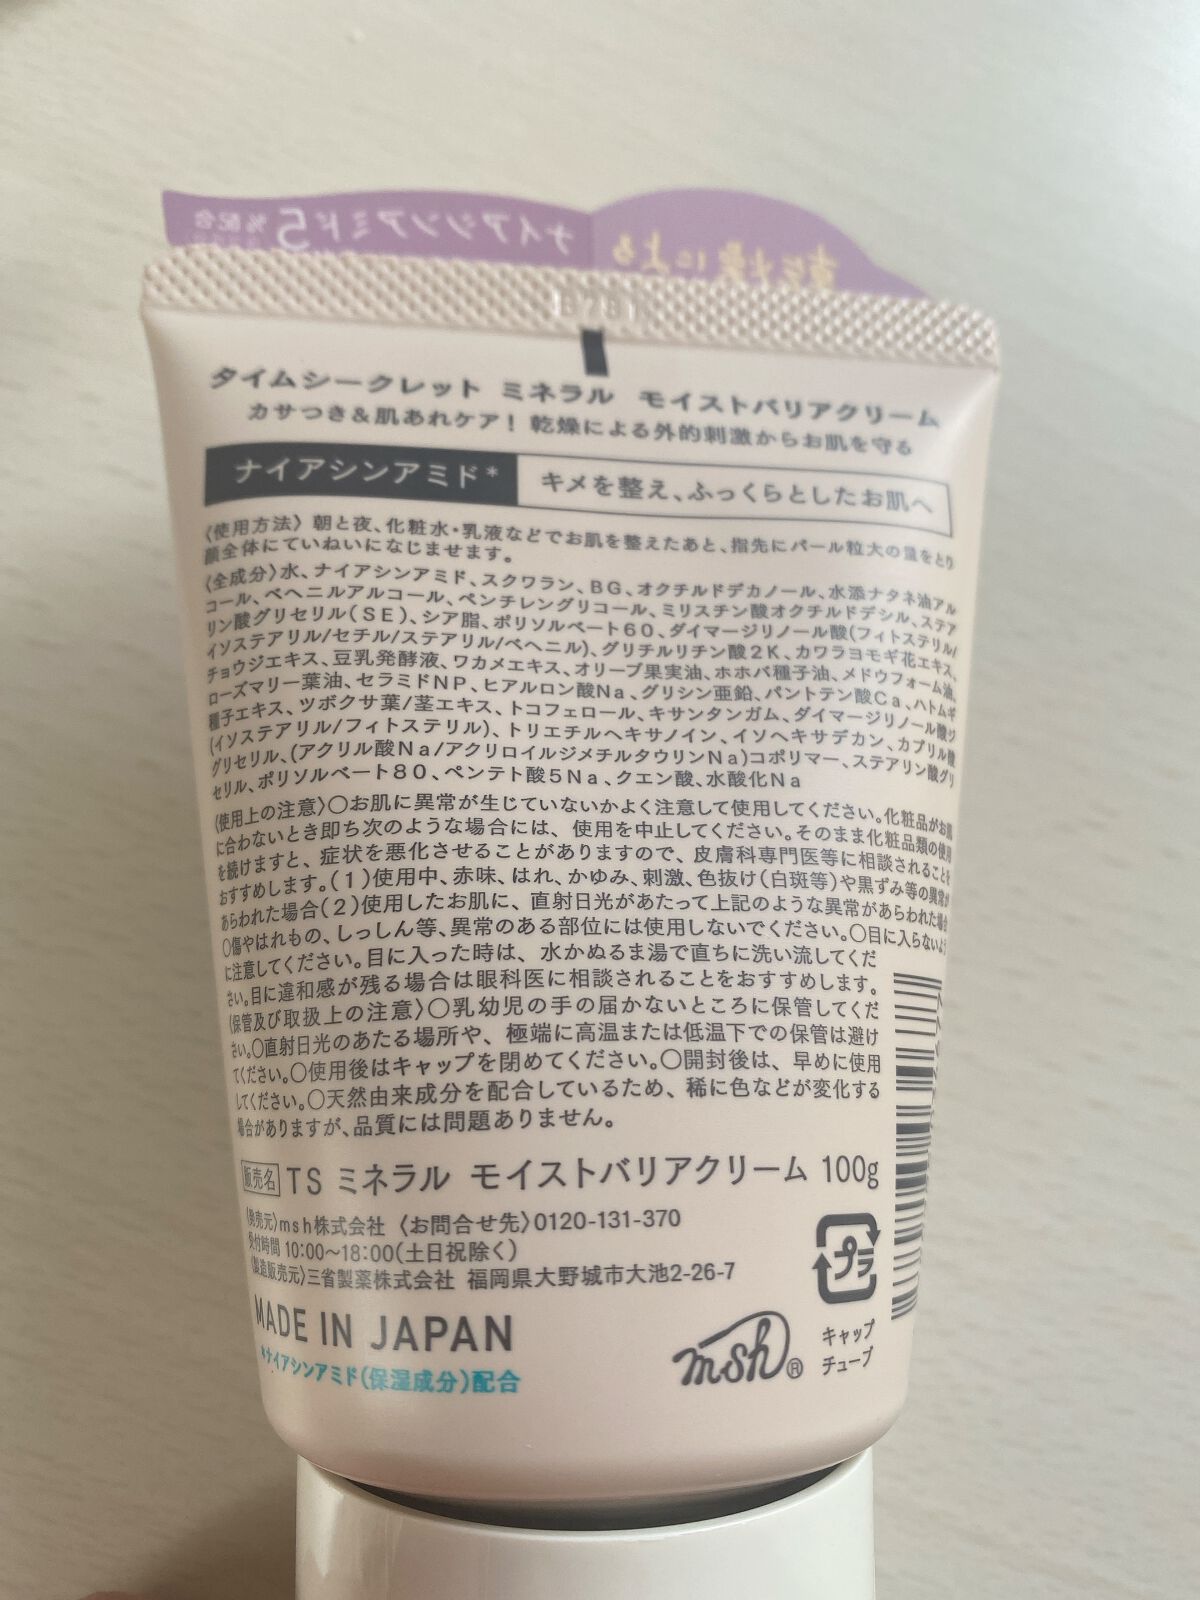 ナイアシンアミド5%配合
による
タイムシークレット ミネラル モイストバリアクリーム
カサつき&肌あれケア! 乾燥による外的刺激からお肌を守る
ナイアシンアミド* キメを整え、ふっくらとしたお肌へ
〈使用方法〉朝と夜、化粧水・乳液などでお肌を整えたあと、指先にパール粒大の量をとり
顔全体にていねいになじませます。
〈全成分〉水、ナイアシンアミド、スクワラン、BG、オクチルドデカノール、水添ナタネ油アル
コール、ベヘニルアルコール、ペンチレングリコール、ミリスチン酸オクチルドデシル、ステア
リン酸グリセリル(SE)、シア脂、ポリソルベート60、ダイマージリノール酸(フィトステリル/
イソステアリル/セチル/ステアリル/ベヘニル)、グリチルリチン酸2K、カワラヨモギ花エキス、
チョウジエキス、豆乳発酵液、ワカメエキス、オリーブ果実油、ホホバ種子油、メドウフォーム油、
ローズマリー葉油、セラミドNP、ヒアルロン酸Na、グリシン亜鉛、パントテン酸Ca、ハトムギ
種子エキス、ツボクサ葉/茎エキス、トコフェロール、キサンタンガム、ダイマージリノール酸ジ
(イソステアリル/フィトステリル)、トリエチルヘキサノイン、イソヘキサデカン、カプリル酸
グリセリル、(アクリル酸Na/アクリロイルジメチルタウリンNa)コポリマー、ステアリン酸グリ
セリル、ポリソルベート80、ペンテト酸5Na、クエン酸、水酸化Na
〈使用上の注意〉○お肌に異常が生じていないかよく注意して使用してください。化粧品がお肌
に合わないとき即ち次のような場合には、使用を中止してください。そのまま化粧品類の使用
を続けますと、症状を悪化させることがありますので、皮膚科専門医等に相談されることを
おすすめします。(1)使用中、赤味、はれ、かゆみ、刺激、色抜け(白斑等)や黒ずみ等の異常が
あらわれた場合(2)使用したお肌に、直射日光があたって上記のような異常があらわれた場合
○傷やはれもの、しっしん等、異常のある部位には使用しないでください。○目に入らないよう
に注意してください。目に入った時は、水かぬるま湯で直ちに洗い流してくだ
さい。目に違和感が残る場合は眼科医に相談されることをおすすめします。
〈保管及び取扱上の注意〉○乳幼児の手の届かないところに保管してくだ
さい。○直射日光のあたる場所や、極端に高温または低温下での保管は避け
てください。○使用後はキャップを閉めてください。○開封後は、早めに使用
してください。○天然由来成分を配合しているため、稀に色などが変化する
場合がありますが、品質には問題ありません。
販売名 TS ミネラル モイストバリアクリーム 100g
〈発売元〉msh株式会社 〈お問合せ先〉0120-131-370
受付時間 10:00〜18:00(土日祝除く)
〈製造販売元〉三省製薬株式会社 福岡県大野城市大池2-26-7
MADE IN JAPAN
*ナイアシンアミド(保湿成分)配合
msh®
プラ
キャップ
チューブ